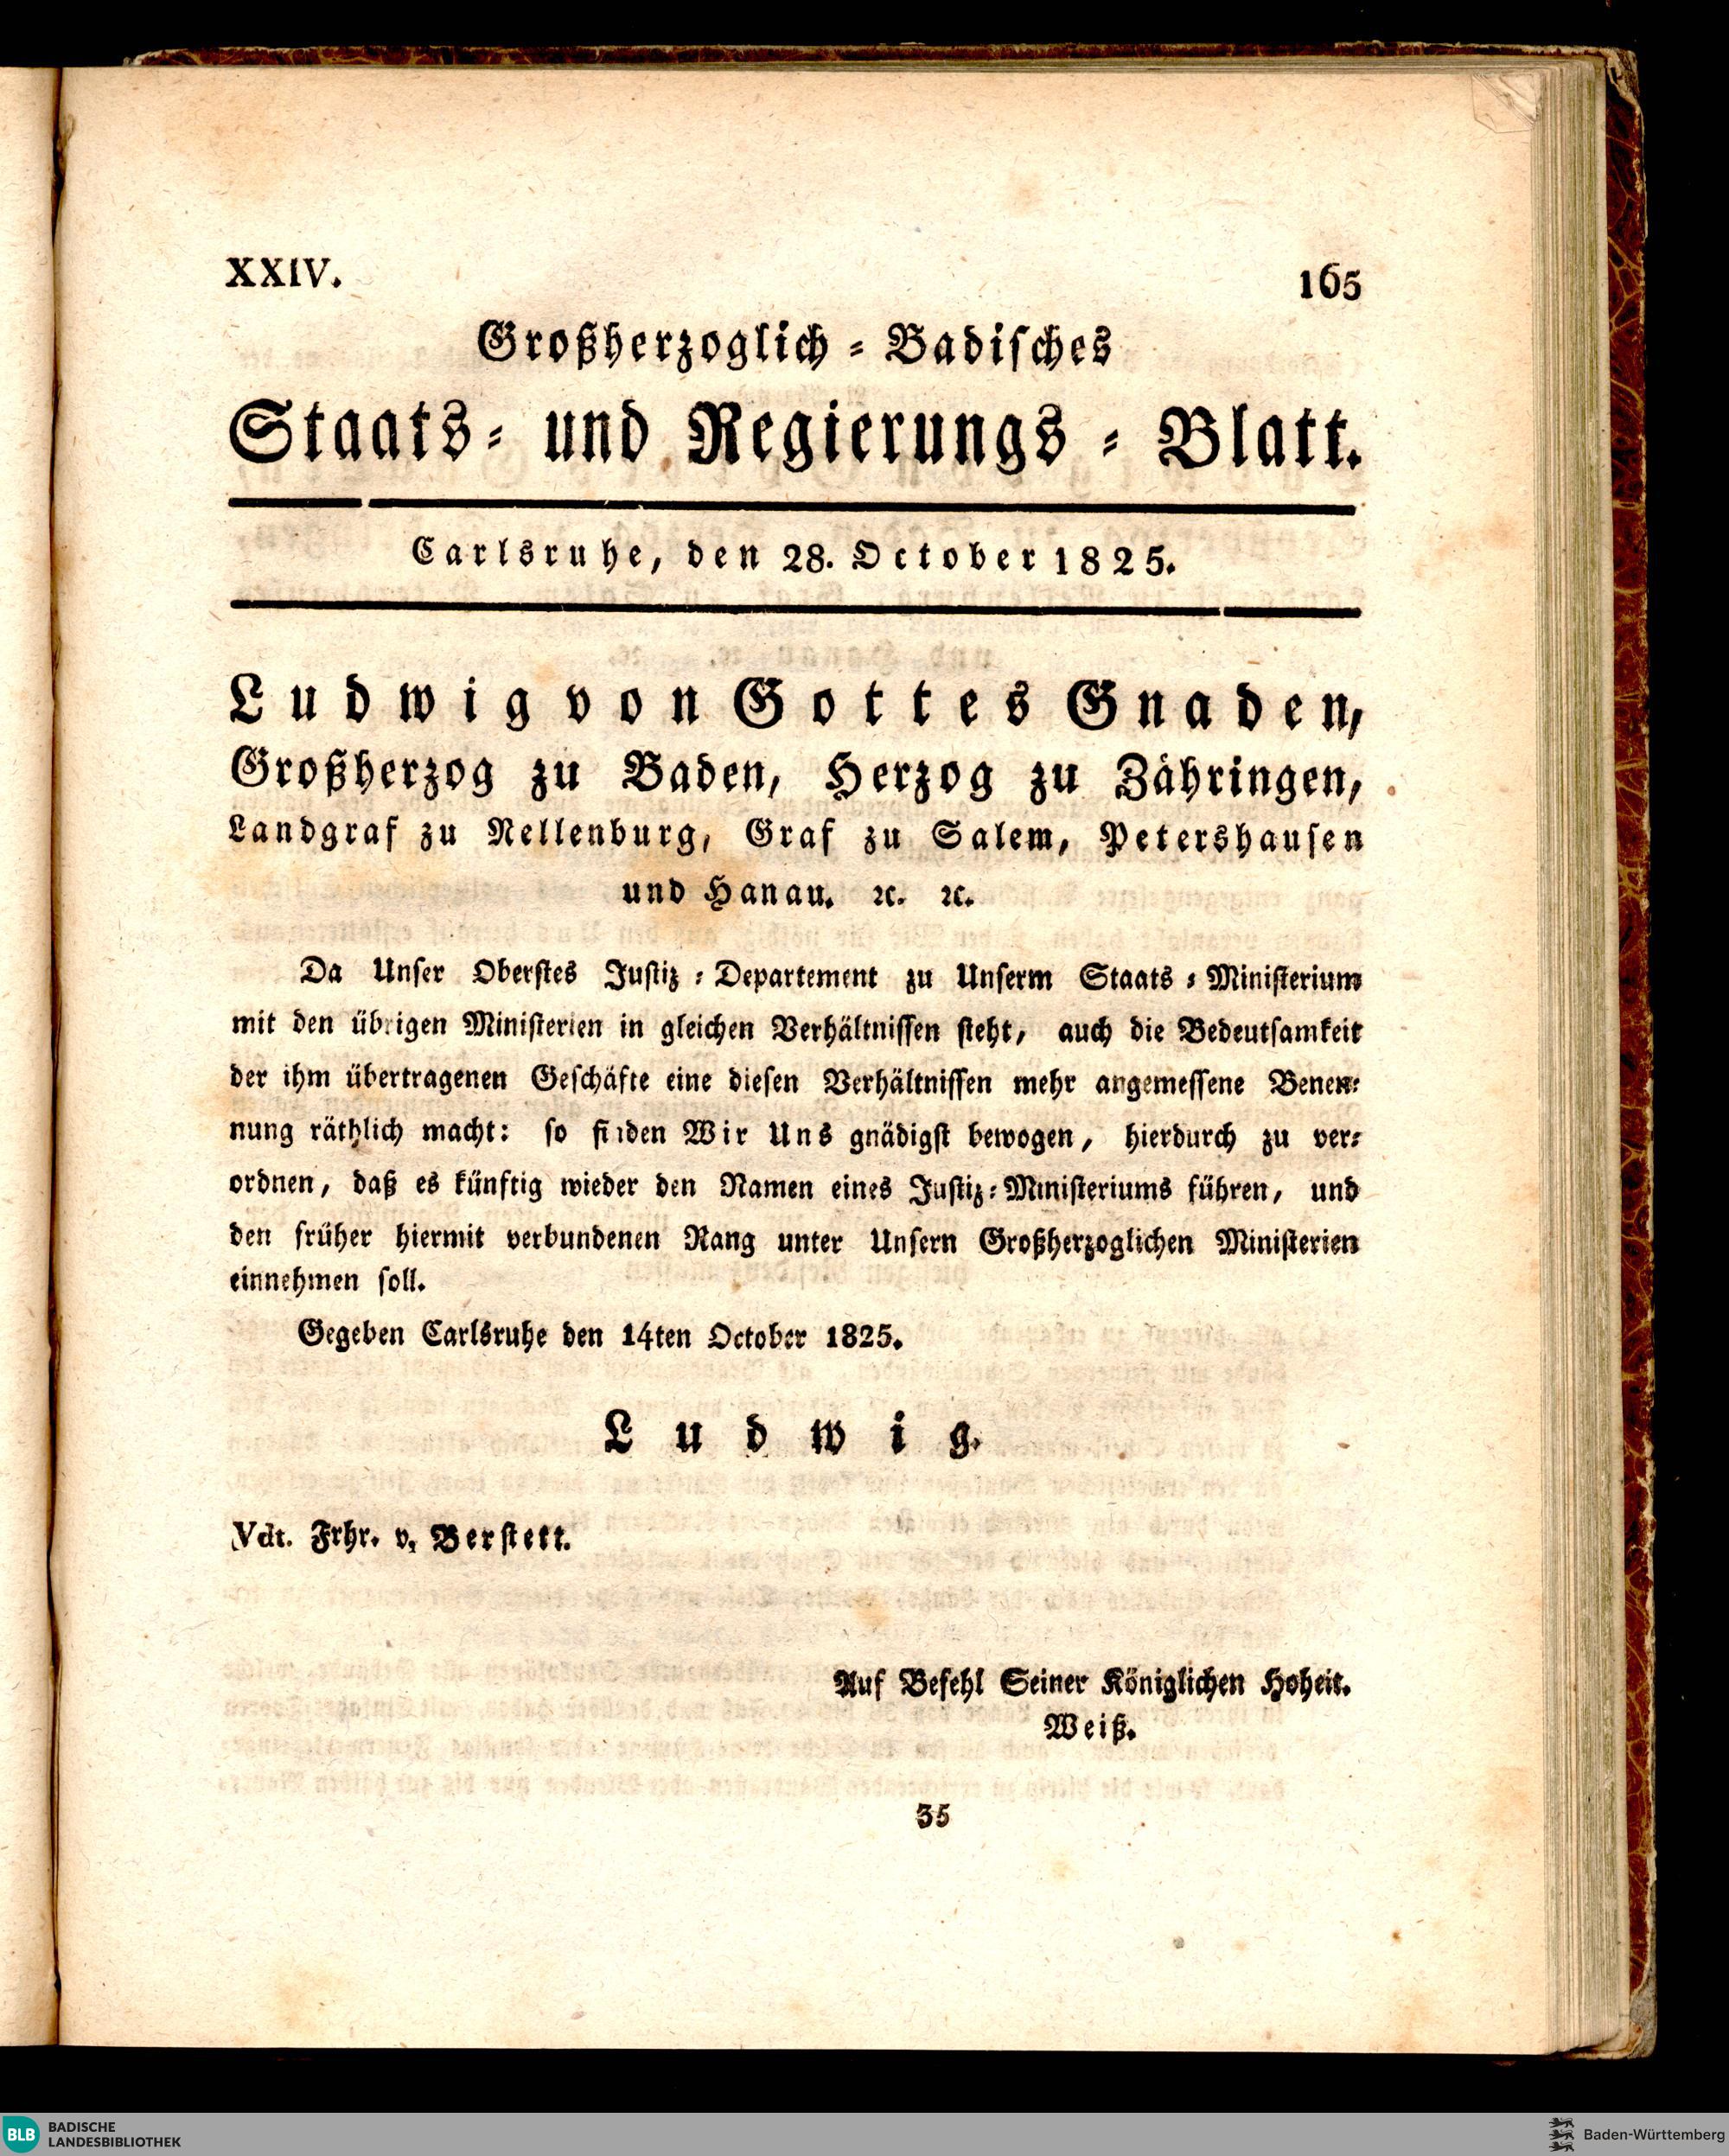 XXIV.
165
Großherzoglich-Badisches
Staats- und Regierungs-Blatt.
Carlsruhe, den 28. October 1825.
Ludwig von Gottes Gnaden,
Großherzog zu Baden, Herzog zu Zähringen,
Landgraf zu Nellenburg, Graf zu Salem, Petershausen
und Hanau. ꝛc. ꝛc.
Da Unser Oberstes Justiz-Departement zu Unserm Staats-Ministerium
mit den übrigen Ministerien in gleichen Verhältnissen steht, auch die Bedeutsamkeit
der ihm übertragenen Geschäfte eine diesen Verhältnissen mehr angemessene Benen-
nung räthlich macht: so finden Wir Uns gnädigst bewogen, hierdurch zu ver-
ordnen, daß es künftig wieder den Namen eines Justiz-Ministeriums führen, und
den früher hiermit verbundenen Rang unter Unsern Großherzoglichen Ministerien
einnehmen soll.
Gegeben Carlsruhe den 14ten October 1825.
Ludwig.
Vdt. Frhr. v. Berstett.
Auf Befehl Seiner Königlichen Hoheit.
Weiß.
35
BLB BADISCHE
LANDESBIBLIOTHEK
Baden-Württemberg